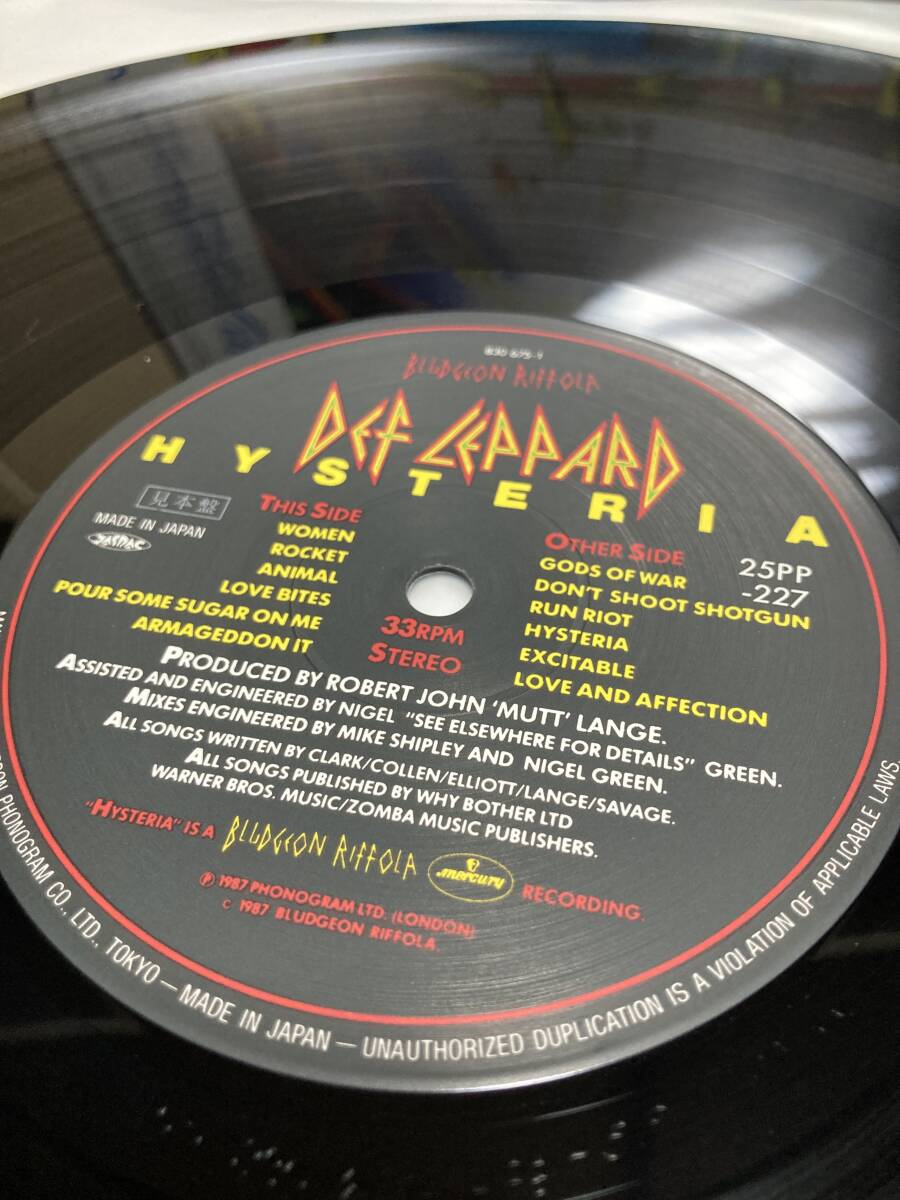 830 675-1
BLUDGEON RIFFOLA
DEF LEPPARD
HYSTERIA
見本盤
MADE IN JAPAN
JASRAC
THIS SIDE
WOMEN
ROCKET
ANIMAL
LOVE BITES
POUR SOME SUGAR ON ME
ARMAGEDDON IT
33RPM
STEREO
OTHER SIDE
GODS OF WAR
DON'T SHOOT SHOTGUN
RUN RIOT
HYSTERIA
EXCITABLE
LOVE AND AFFECTION
25PP
-227
PRODUCED BY ROBERT JOHN 'MUTT' LANGE.
ASSISTED AND ENGINEERED BY NIGEL "SEE ELSEWHERE FOR DETAILS" GREEN.
MIXES ENGINEERED BY MIKE SHIPLEY AND NIGEL GREEN.
ALL SONGS WRITTEN BY CLARK/COLLEN/ELLIOTT/LANGE/SAVAGE.
ALL SONGS PUBLISHED BY WHY BOTHER LTD
WARNER BROS. MUSIC/ZOMBA MUSIC PUBLISHERS.
"HYSTERIA" IS A BLUDGEON RIFFOLA mercury RECORDING.
℗ 1987 PHONOGRAM LTD. (LONDON)
C 1987 BLUDGEON RIFFOLA.
PHONOGRAM CO., LTD., TOKYO — MADE IN JAPAN — UNAUTHORIZED DUPLICATION IS A VIOLATION OF APPLICABLE LAWS.